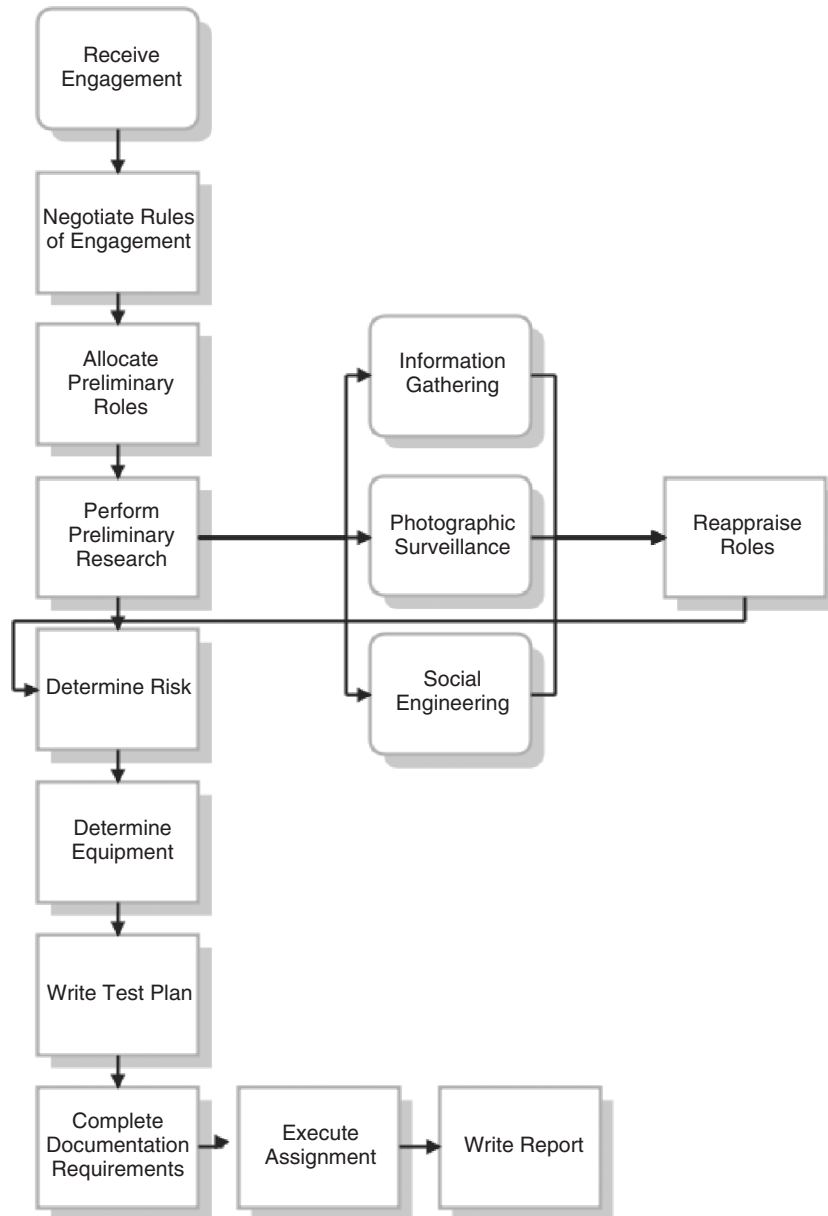 Receive
Engagement
Negotiate Rules
of Engagement
Allocate
Preliminary
Roles
Perform
Preliminary
Research
Information
Gathering
Photographic
Surveillance
Social
Engineering
Reappraise
Roles
Determine Risk
Determine
Equipment
Write Test Plan
Complete
Documentation
Requirements
Execute
Assignment
Write Report